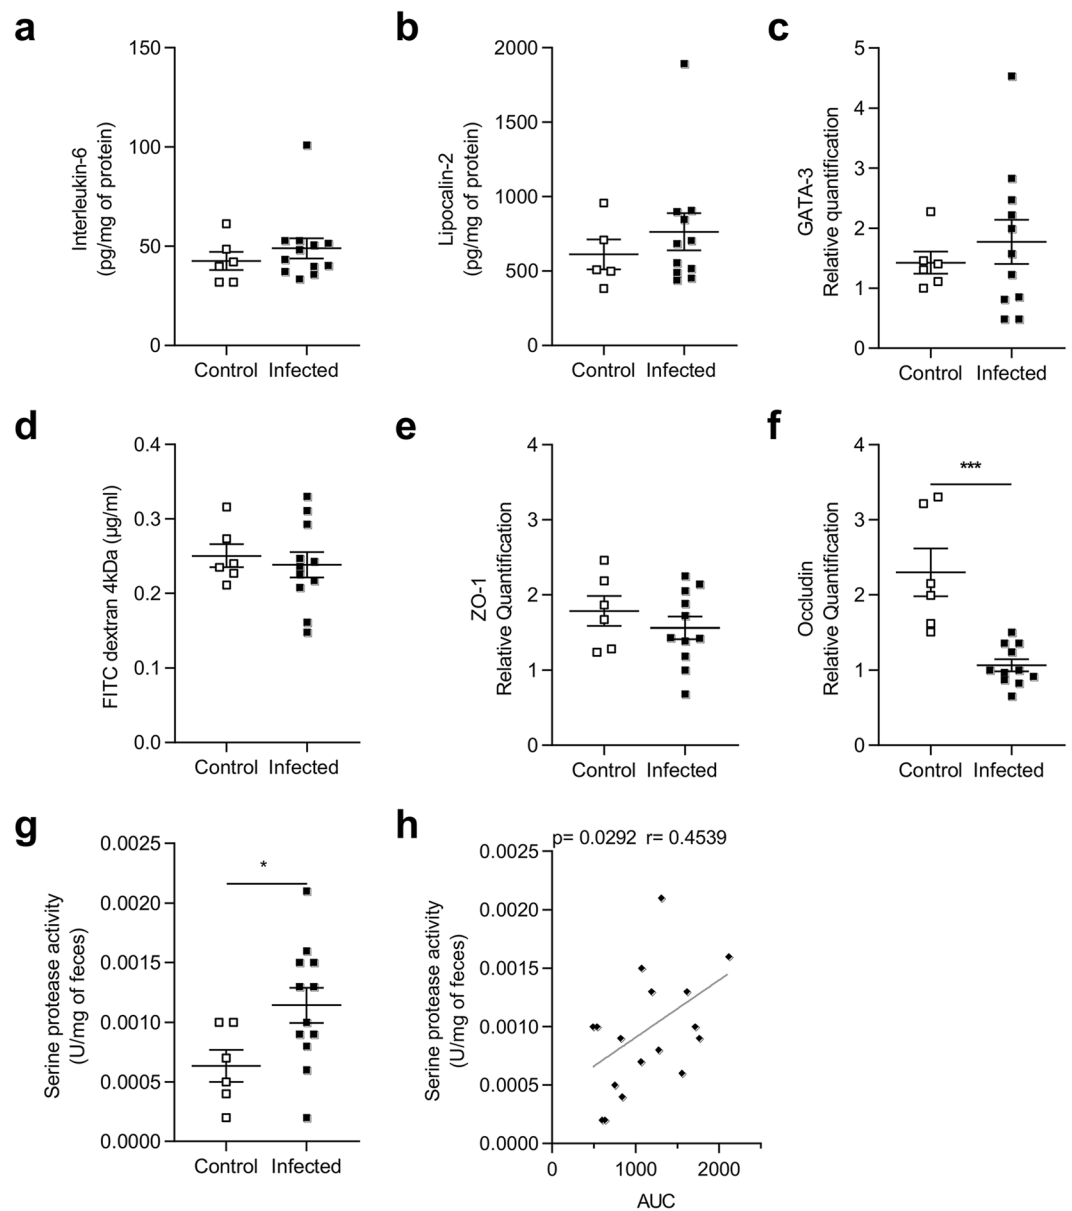 a
Interleukin-6
(pg/mg of protein)
150
100
50
0
Control Infected
b
Lipocalin-2
(pg/mg of protein)
2000
1500
1000
500
0
Control Infected
c
GATA-3
Relative quantification
5
4
3
2
1
0
Control Infected
d
FITC dextran 4kDa (µg/ml)
0.4
0.3
0.2
0.1
0.0
Control Infected
e
ZO-1
Relative Quantification
4
3
2
1
0
Control Infected
f
Occludin
Relative Quantification
4
3
2
1
0
***
Control Infected
g
Serine protease activity
(U/mg of feces)
0.0025
0.0020
0.0015
0.0010
0.0005
0.0000
*
Control Infected
h
p= 0.0292 r= 0.4539
Serine protease activity
(U/mg of feces)
0.0025
0.0020
0.0015
0.0010
0.0005
0.0000
0 1000 2000
AUC